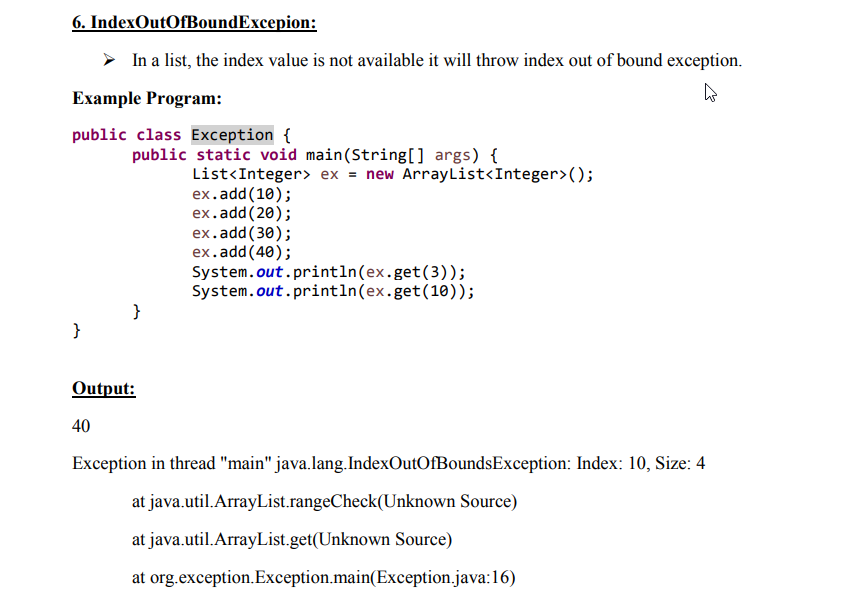 6. IndexOutOfBoundExcepion:
➢ In a list, the index value is not available it will throw index out of bound exception.
Example Program:
public class Exception {
public static void main(String[] args) {
List<Integer> ex = new ArrayList<Integer>();
ex.add(10);
ex.add(20);
ex.add(30);
ex.add(40);
System.out.println(ex.get(3));
System.out.println(ex.get(10));
}
}
Output:
40
Exception in thread "main" java.lang.IndexOutOfBoundsException: Index: 10, Size: 4
at java.util.ArrayList.rangeCheck(Unknown Source)
at java.util.ArrayList.get(Unknown Source)
at org.exception.Exception.main(Exception.java:16)